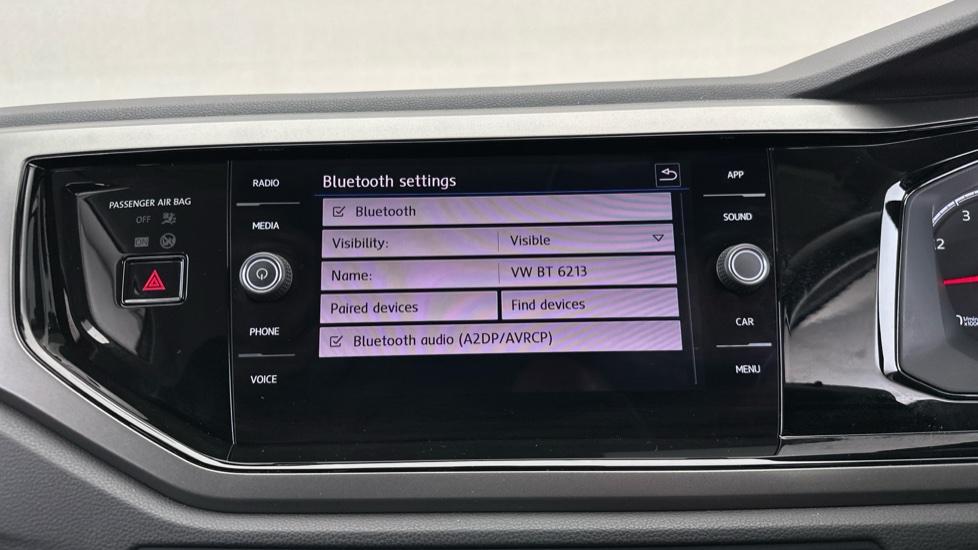 PASSENGER AIR BAG
OFF
ON
RADIO
MEDIA
PHONE
VOICE
Bluetooth settings
Bluetooth
Visibility: Visible
Name: VW BT 6213
Paired devices Find devices
Bluetooth audio (A2DP/AVRCP)
APP
SOUND
CAR
MENU
3
2